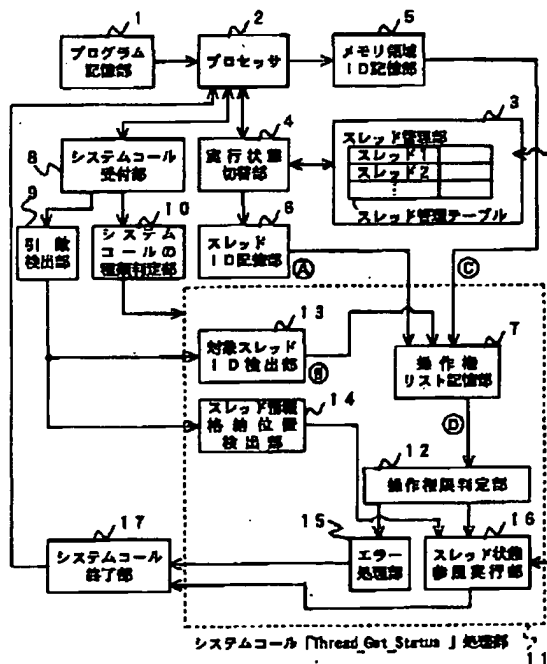 1
プログラム
記憶部
2
プロセッサ
5
メモリ領域
ID記憶部
3
スレッド管理部
スレッド1
スレッド2
⋮
スレッド管理テーブル
4
実行状態
切替部
8
システムコール
受付部
9
引数
検出部
10
システム
コールの
種類判定部
6
スレッド
ID記憶部
Ⓐ
Ⓒ
13
対象スレッド
ID検出部
Ⓑ
7
操作権
リスト記憶部
14
スレッド情報
格納位置
検出部
Ⓓ
12
操作権限判定部
15
エラー
処理部
16
スレッド状態
参照実行部
17
システムコール
終了部
システムコール「Thread_Get_Status」処理部
11